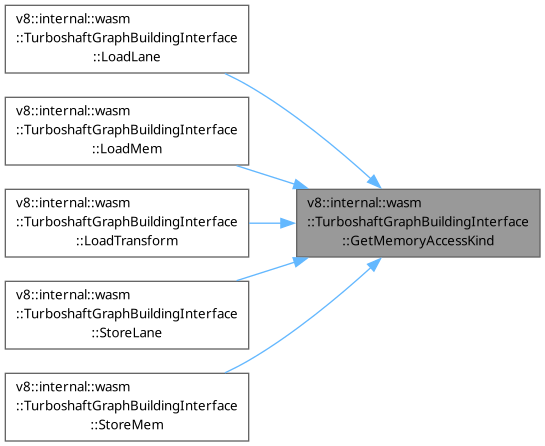 v8::internal::wasm
::TurboshaftGraphBuildingInterface
::LoadLane
v8::internal::wasm
::TurboshaftGraphBuildingInterface
::LoadMem
v8::internal::wasm
::TurboshaftGraphBuildingInterface
::LoadTransform
v8::internal::wasm
::TurboshaftGraphBuildingInterface
::StoreLane
v8::internal::wasm
::TurboshaftGraphBuildingInterface
::StoreMem
v8::internal::wasm
::TurboshaftGraphBuildingInterface
::GetMemoryAccessKind